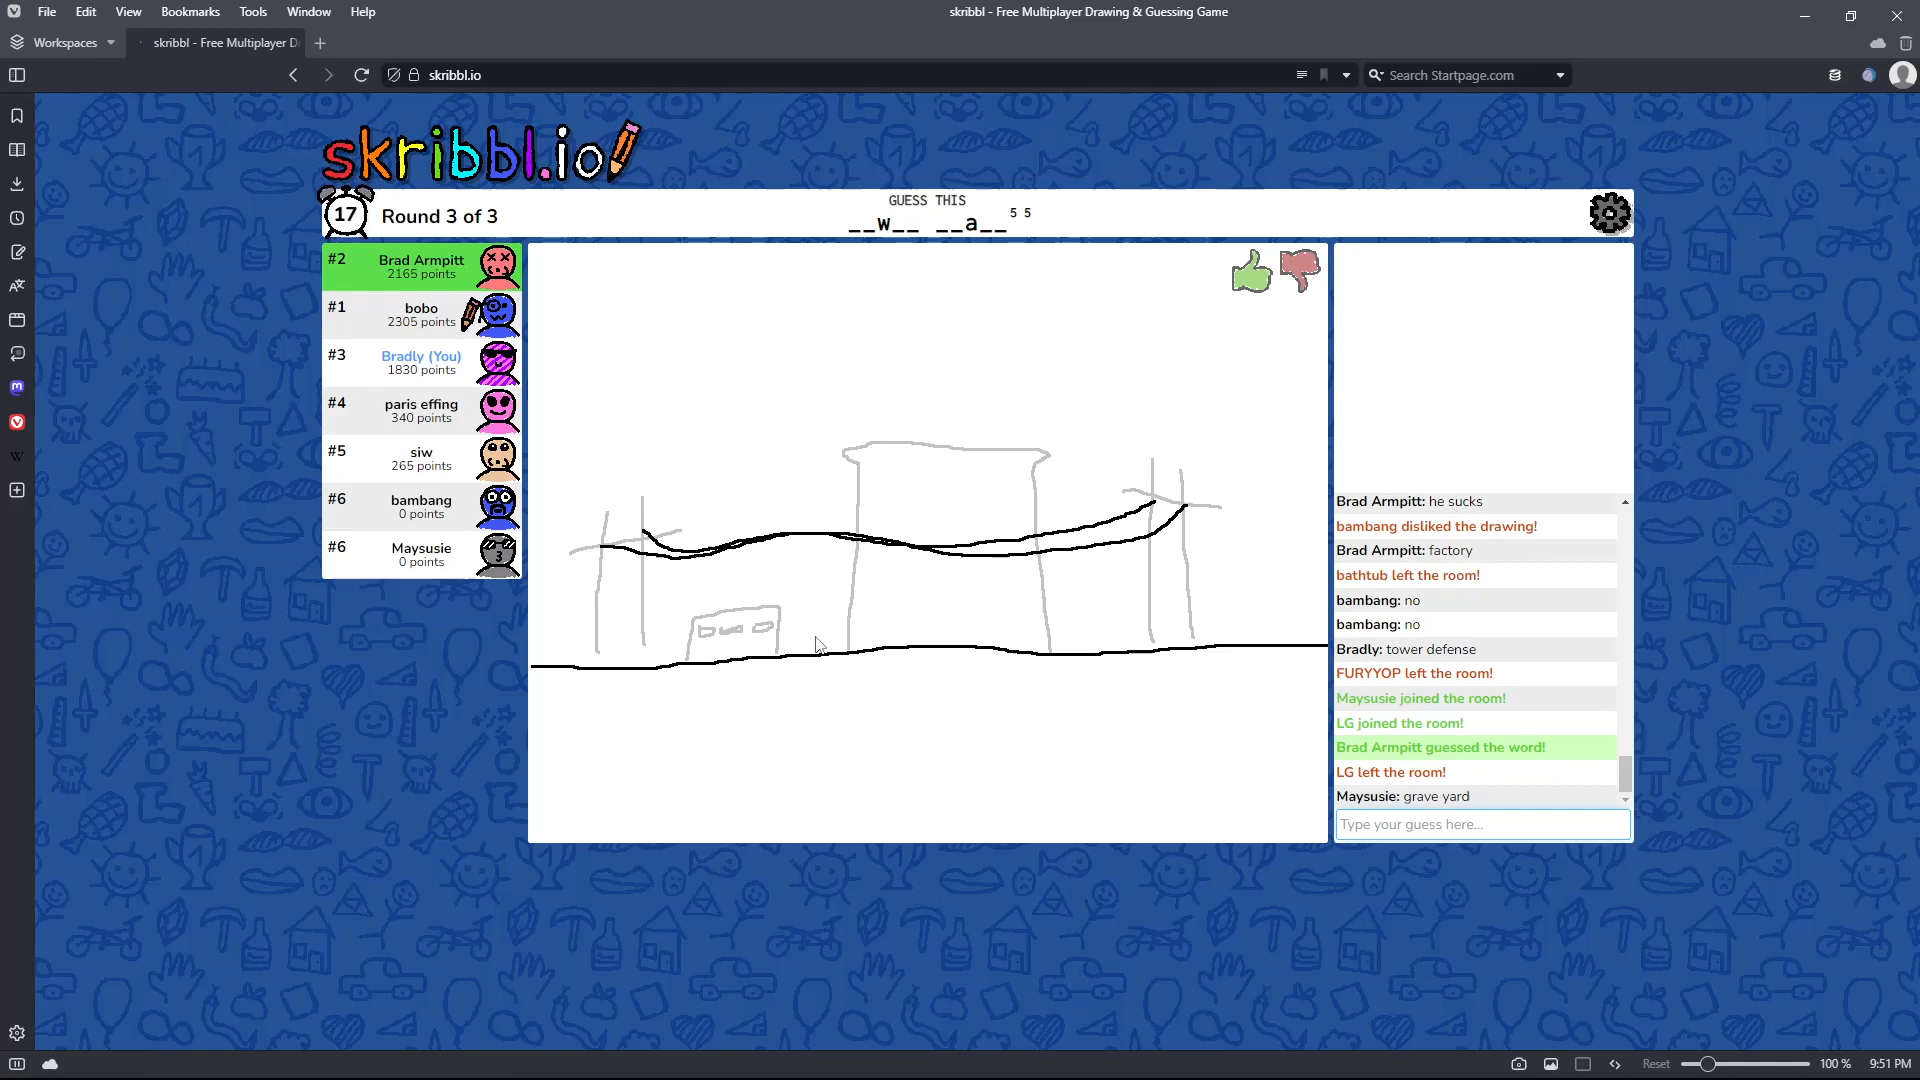 File Edit View Bookmarks Tools Window Help
skribbl - Free Multiplayer Drawing & Guessing Game
Workspaces
skribbl - Free Multiplayer D
skribbl.io
Search Startpage.com
skribbl.io
17
Round 3 of 3
GUESS THIS
__w__ __a__ 5 5
#2 Brad Armpitt
2165 points
#1 bobo
2305 points
#3 Bradly (You)
1830 points
#4 paris effing
340 points
#5 siw
265 points
#6 bambang
0 points
#6 Maysusie
0 points
3
Brad Armpitt: he sucks
bambang disliked the drawing!
Brad Armpitt: factory
bathtub left the room!
bambang: no
bambang: no
Bradly: tower defense
FURYYOP left the room!
Maysusie joined the room!
LG joined the room!
Brad Armpitt guessed the word!
LG left the room!
Maysusie: grave yard
Type your guess here...
Reset
100 %
9:51 PM